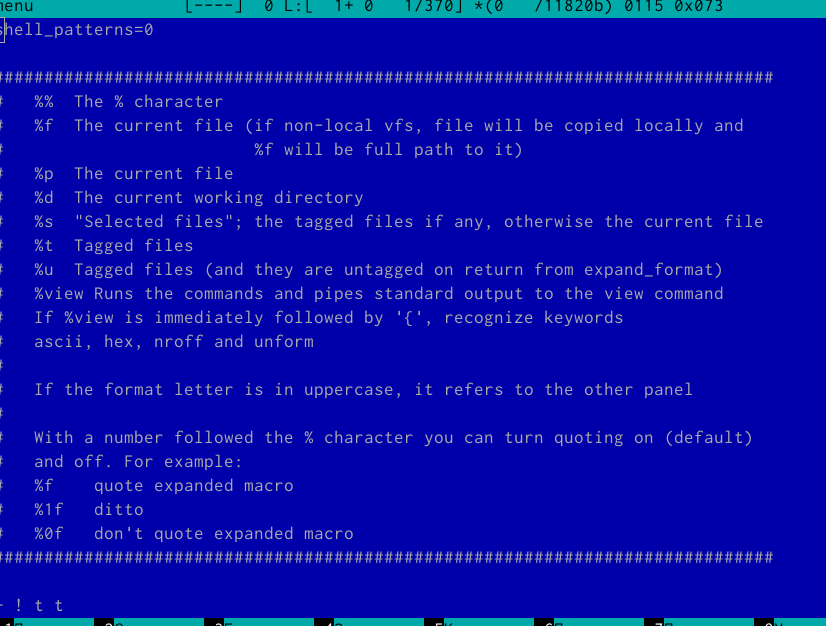 menu [----] 0 L:[ 1+ 0 1/370] *(0 /11820b) 0115 0x073
shell_patterns=0
###############################################################################
# %% The % character
# %f The current file (if non-local vfs, file will be copied locally and
# %f will be full path to it)
# %p The current file
# %d The current working directory
# %s "Selected files"; the tagged files if any, otherwise the current file
# %t Tagged files
# %u Tagged files (and they are untagged on return from expand_format)
# %view Runs the commands and pipes standard output to the view command
# If %view is immediately followed by '{', recognize keywords
# ascii, hex, nroff and unform
#
# If the format letter is in uppercase, it refers to the other panel
#
# With a number followed the % character you can turn quoting on (default)
# and off. For example:
# %f quote expanded macro
# %1f ditto
# %0f don't quote expanded macro
###############################################################################
+ ! t t